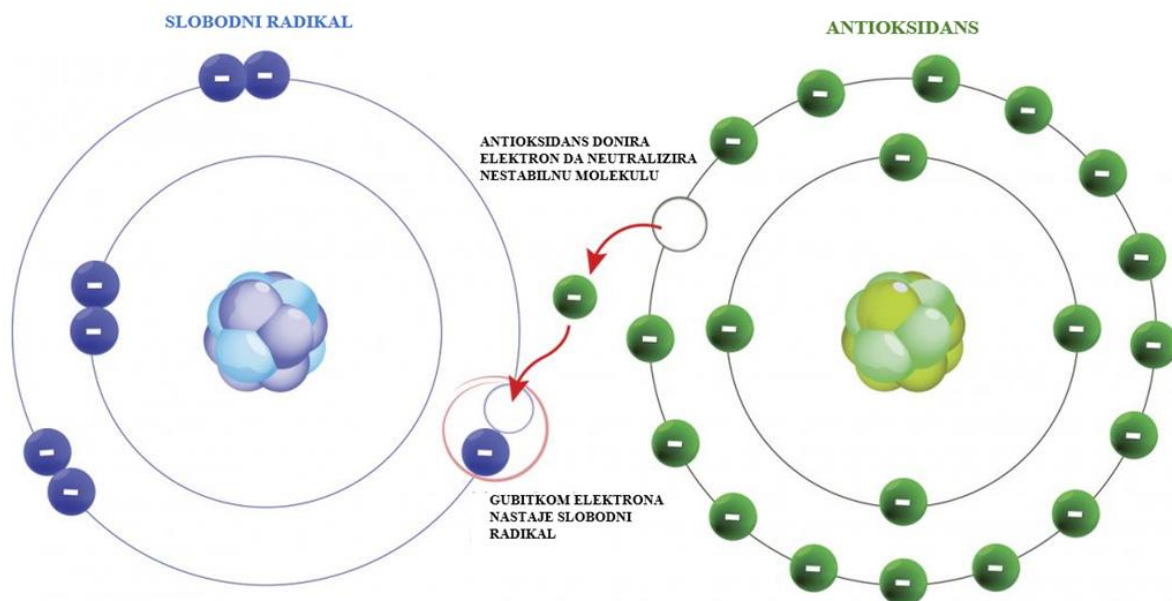 SLOBODNI RADIKAL
ANTIOKSIDANS
ANTIOKSIDANS DONIRA
ELEKTRON DA NEUTRALIZIRA
NESTABILNU MOLEKULU
GUBITKOM ELEKTRONA
NASTAJE SLOBODNI
RADIKAL